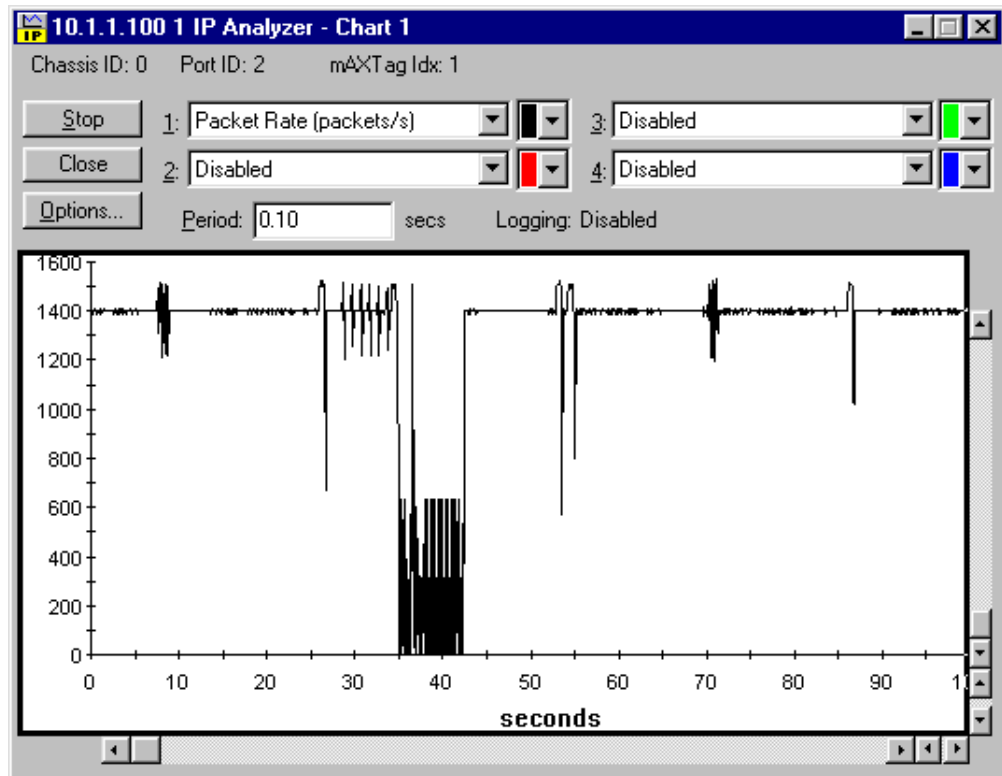 IP 10.1.1.100 1 IP Analyzer - Chart 1
Chassis ID: 0 Port ID: 2 mAXTag Idx: 1
Stop 1: Packet Rate (packets/s) 3: Disabled
Close 2: Disabled 4: Disabled
Options... Period: 0.10 secs Logging: Disabled
1600
1400
1200
1000
800
600
400
200
0
0 10 20 30 40 50 60 70 80 90
seconds